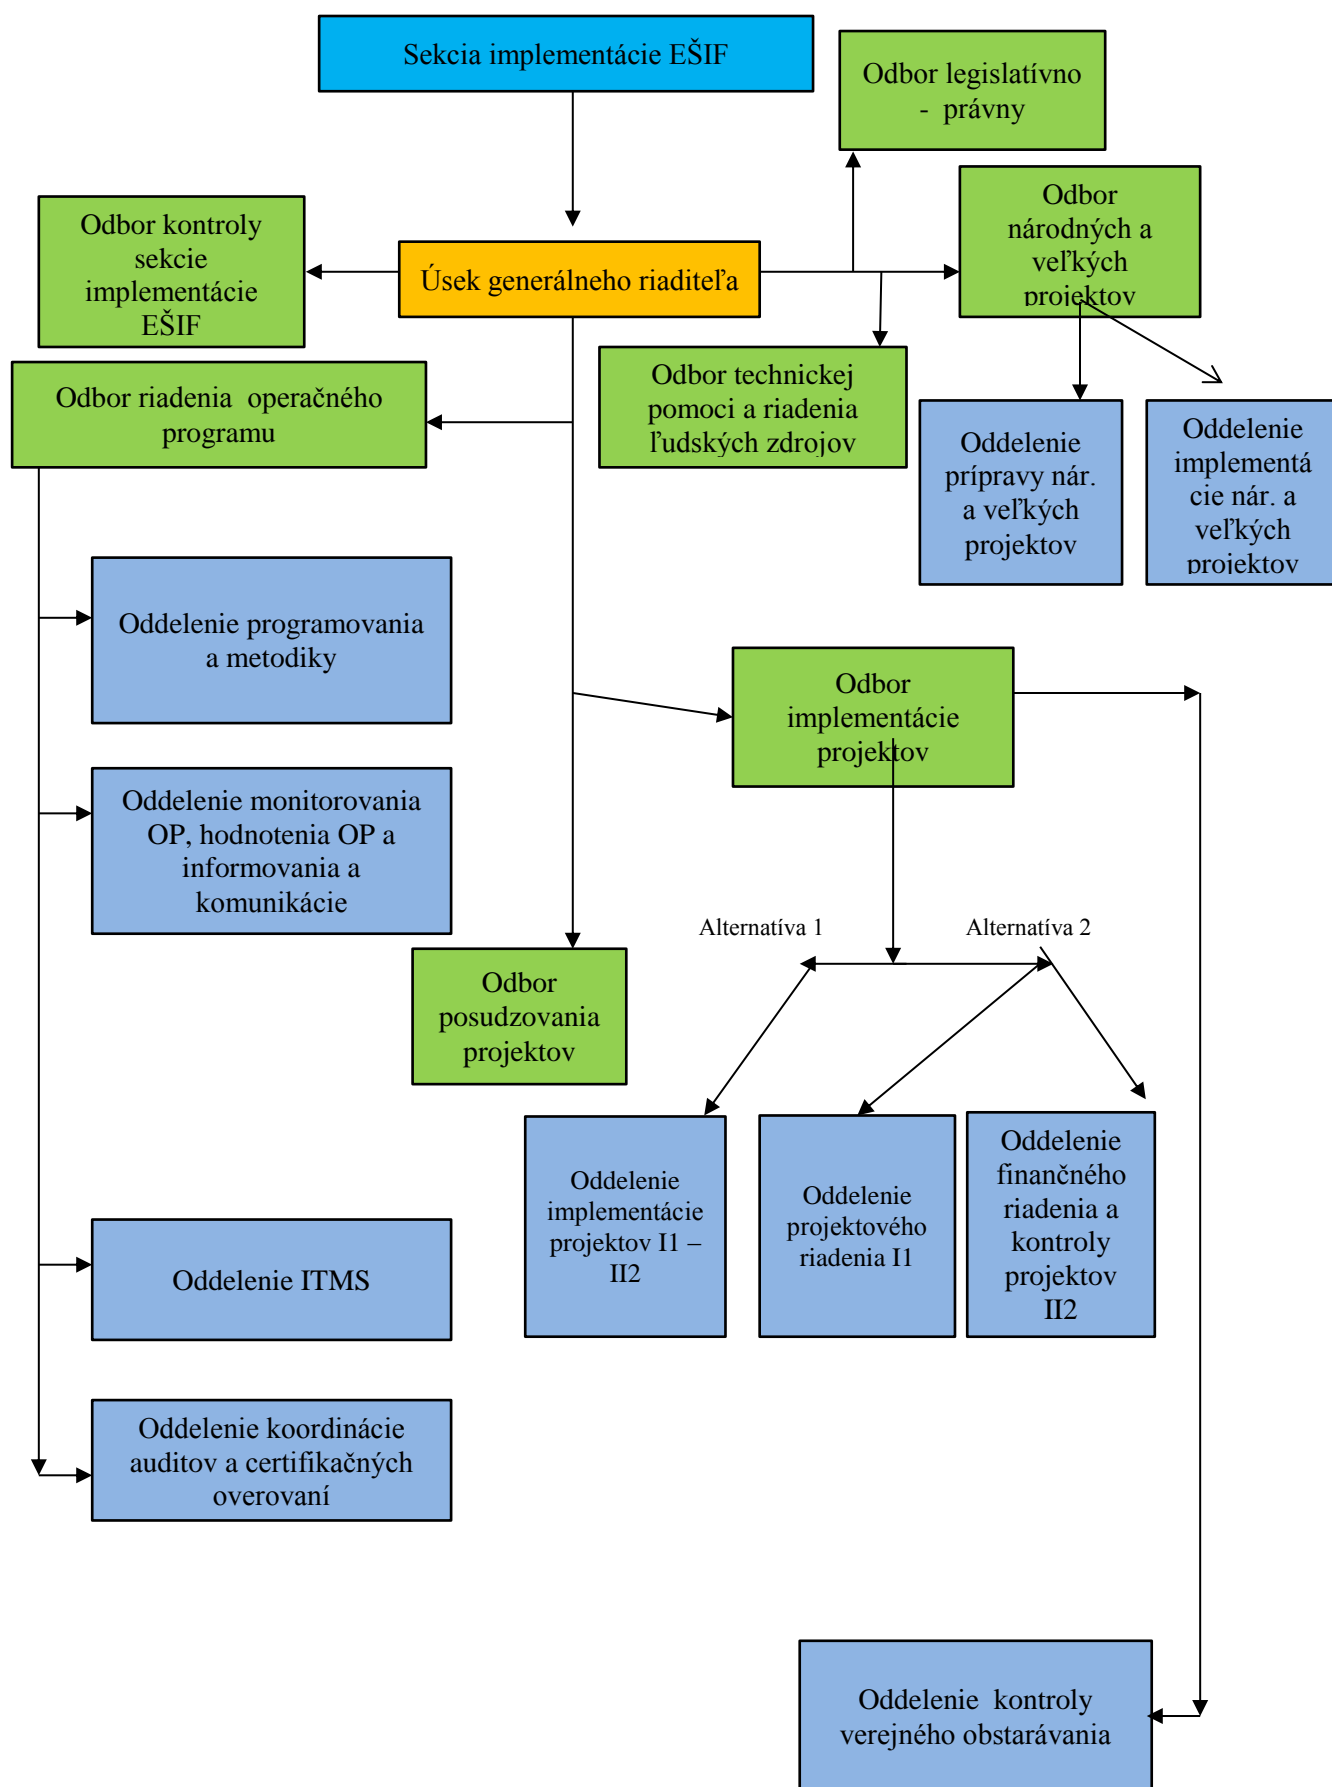 Sekcia implementácie EŠIF
Odbor legislatívno
- právny
Odbor kontroly
sekcie
implementácie
EŠIF
Úsek generálneho riaditeľa
Odbor
národných a
veľkých
projektov
Odbor riadenia operačného
programu
Odbor technickej
pomoci a riadenia
ľudských zdrojov
Oddelenie
prípravy nár.
a veľkých
projektov
Oddelenie
implementá
cie nár. a
veľkých
projektov
Oddelenie programovania
a metodiky
Odbor
implementácie
projektov
Oddelenie monitorovania
OP, hodnotenia OP a
informovania a
komunikácie
Alternatíva 1
Alternatíva 2
Odbor
posudzovania
projektov
Oddelenie
implementácie
projektov I1 –
II2
Oddelenie
projektového
riadenia I1
Oddelenie
finančného
riadenia a
kontroly
projektov
II2
Oddelenie ITMS
Oddelenie koordinácie
auditov a certifikačných
overovaní
Oddelenie kontroly
verejného obstarávania